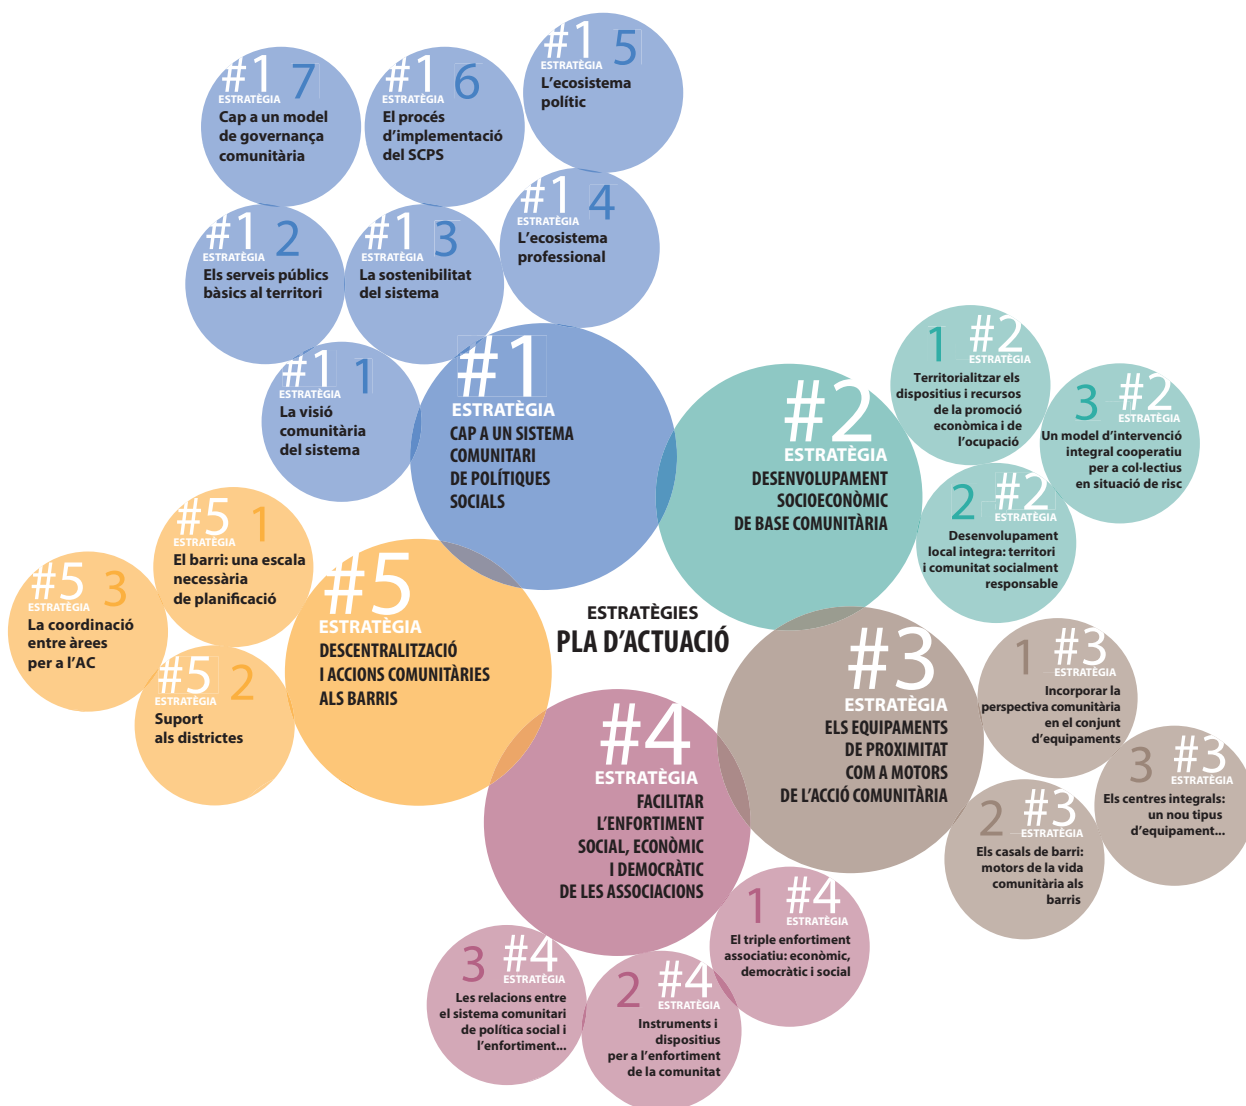 #1 7
ESTRATÈGIA
Cap a un model
de governança
comunitària
#1 6
ESTRATÈGIA
El procés
d'implementació
del SCPS
#1 5
ESTRATÈGIA
L'ecosistema
polític
#1 2
ESTRATÈGIA
Els serveis públics
bàsics al territori
#1 3
ESTRATÈGIA
La sostenibilitat
del sistema
#1 4
ESTRATÈGIA
L'ecosistema
professional
#1 1
ESTRATÈGIA
La visió
comunitària
del sistema
#1
ESTRATÈGIA
CAP A UN SISTEMA
COMUNITARI
DE POLÍTIQUES
SOCIALS
#2
ESTRATÈGIA
DESENVOLUPAMENT
SOCIOECONÒMIC
DE BASE COMUNITÀRIA
1 #2
ESTRATÈGIA
Territorialitzar els
dispositius i recursos
de la promoció
econòmica i de
l'ocupació
3 #2
ESTRATÈGIA
Un model d'intervenció
integral cooperatiu
per a col·lectius
en situació de risc
2 #2
ESTRATÈGIA
Desenvolupament
local integra: territori
i comunitat socialment
responsable
#5 1
ESTRATÈGIA
El barri: una escala
necessària
de planificació
#5 3
ESTRATÈGIA
La coordinació
entre àrees
per a l'AC
#5 2
ESTRATÈGIA
Suport
als districtes
#5
ESTRATÈGIA
DESCENTRALITZACIÓ
I ACCIONS COMUNITÀRIES
ALS BARRIS
ESTRATÈGIES
PLA D'ACTUACIÓ
#3
ESTRATÈGIA
ELS EQUIPAMENTS
DE PROXIMITAT
COM A MOTORS
DE L'ACCIÓ COMUNITÀRIA
1 #3
ESTRATÈGIA
Incorporar la
perspectiva comunitària
en el conjunt
d'equipaments
3 #3
ESTRATÈGIA
Els centres integrals:
un nou tipus
d'equipament...
2 #3
ESTRATÈGIA
Els casals de barri:
motors de la vida
comunitària als
barris
#4
ESTRATÈGIA
FACILITAR
L'ENFORTIMENT
SOCIAL, ECONÒMIC
I DEMOCRÀTIC
DE LES ASSOCIACIONS
1 #4
ESTRATÈGIA
El triple enfortiment
associatiu: econòmic,
democràtic i social
3 #4
ESTRATÈGIA
Les relacions entre
el sistema comunitari
de política social i
l'enfortiment...
2 #4
ESTRATÈGIA
Instruments i
dispositius
per a l'enfortiment
de la comunitat